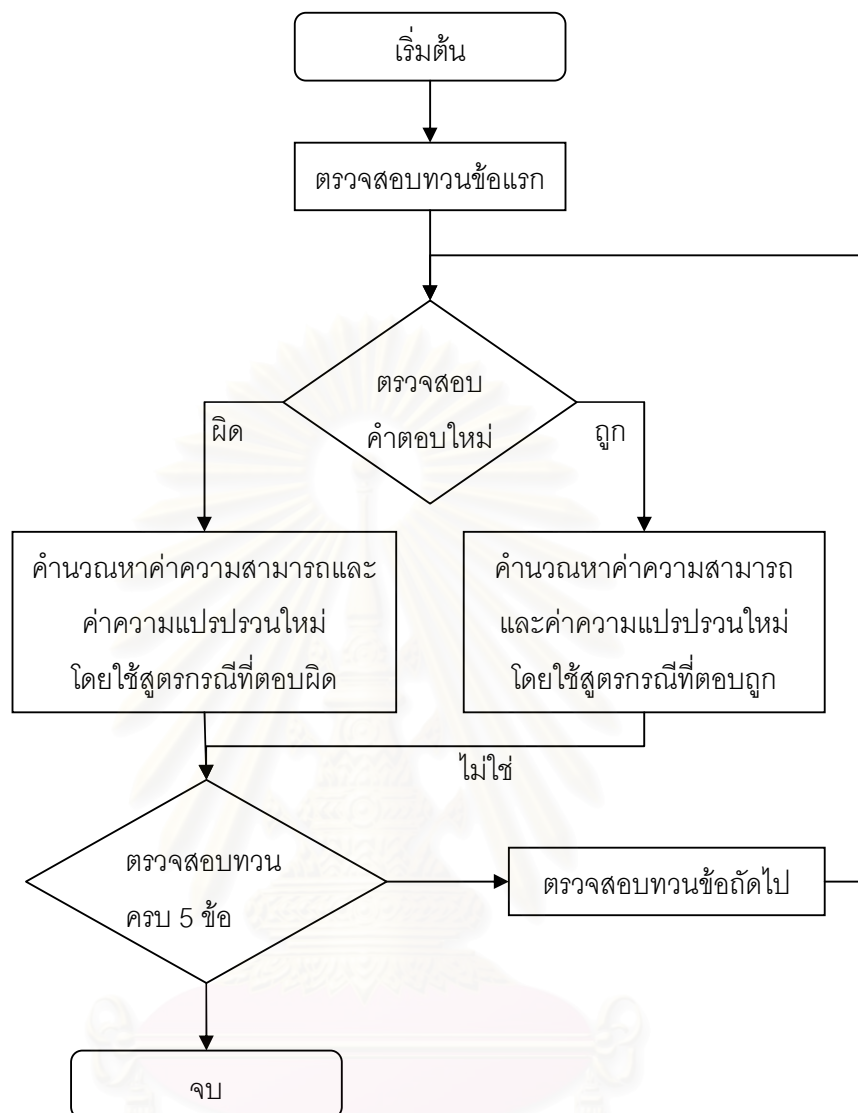 เริ่มต้น
ตรวจสอบทวนข้อแรก
ตรวจสอบ
คำตอบใหม่
ผิด
ถูก
คำนวณหาค่าความสามารถและ
ค่าความแปรปรวนใหม่
โดยใช้สูตรกรณีที่ตอบผิด
คำนวณหาค่าความสามารถ
และค่าความแปรปรวนใหม่
โดยใช้สูตรกรณีที่ตอบถูก
ไม่ใช่
ตรวจสอบทวน
ครบ 5 ข้อ
ตรวจสอบทวนข้อถัดไป
จบ